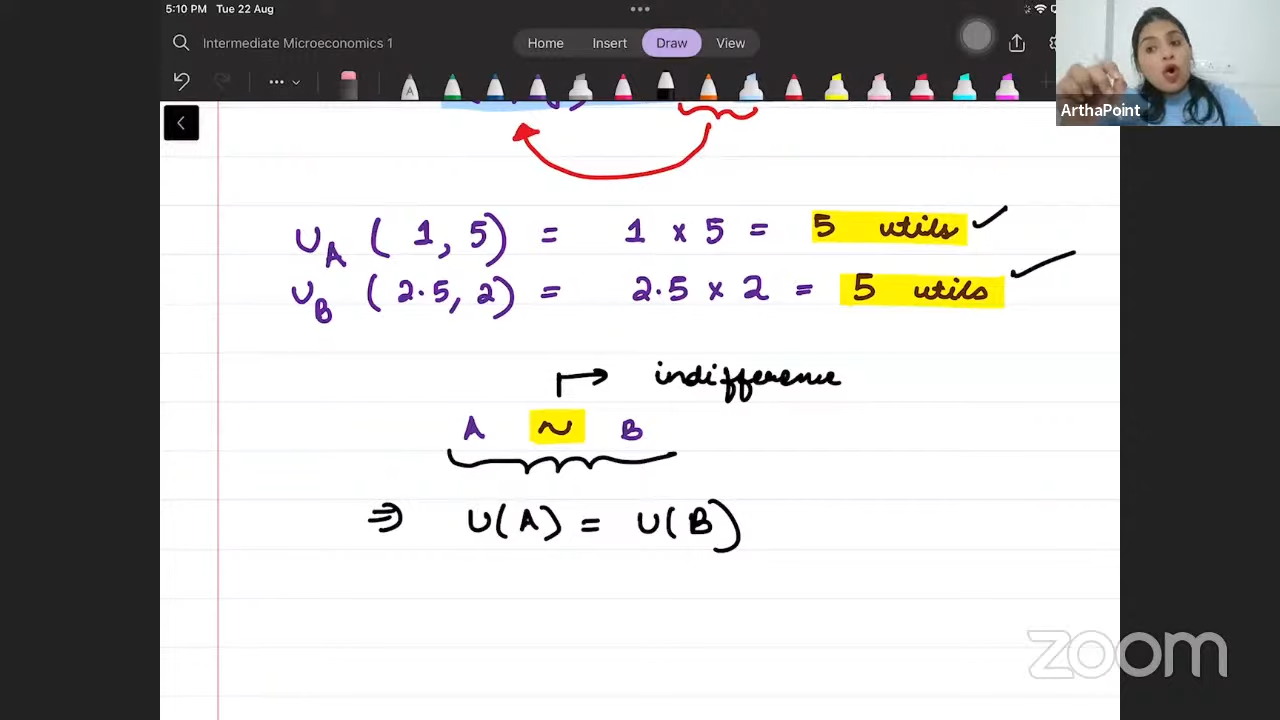 5:10 PM Tue 22 Aug
Intermediate Microeconomics 1
Home Insert Draw View
A
ArthaPoint
U_A ( 1, 5) = 1 × 5 = 5 utils ✓
U_B ( 2.5, 2) = 2.5 × 2 = 5 utils ✓
↦ indifference
A ~ B
⇒ U(A) = U(B)
zoom